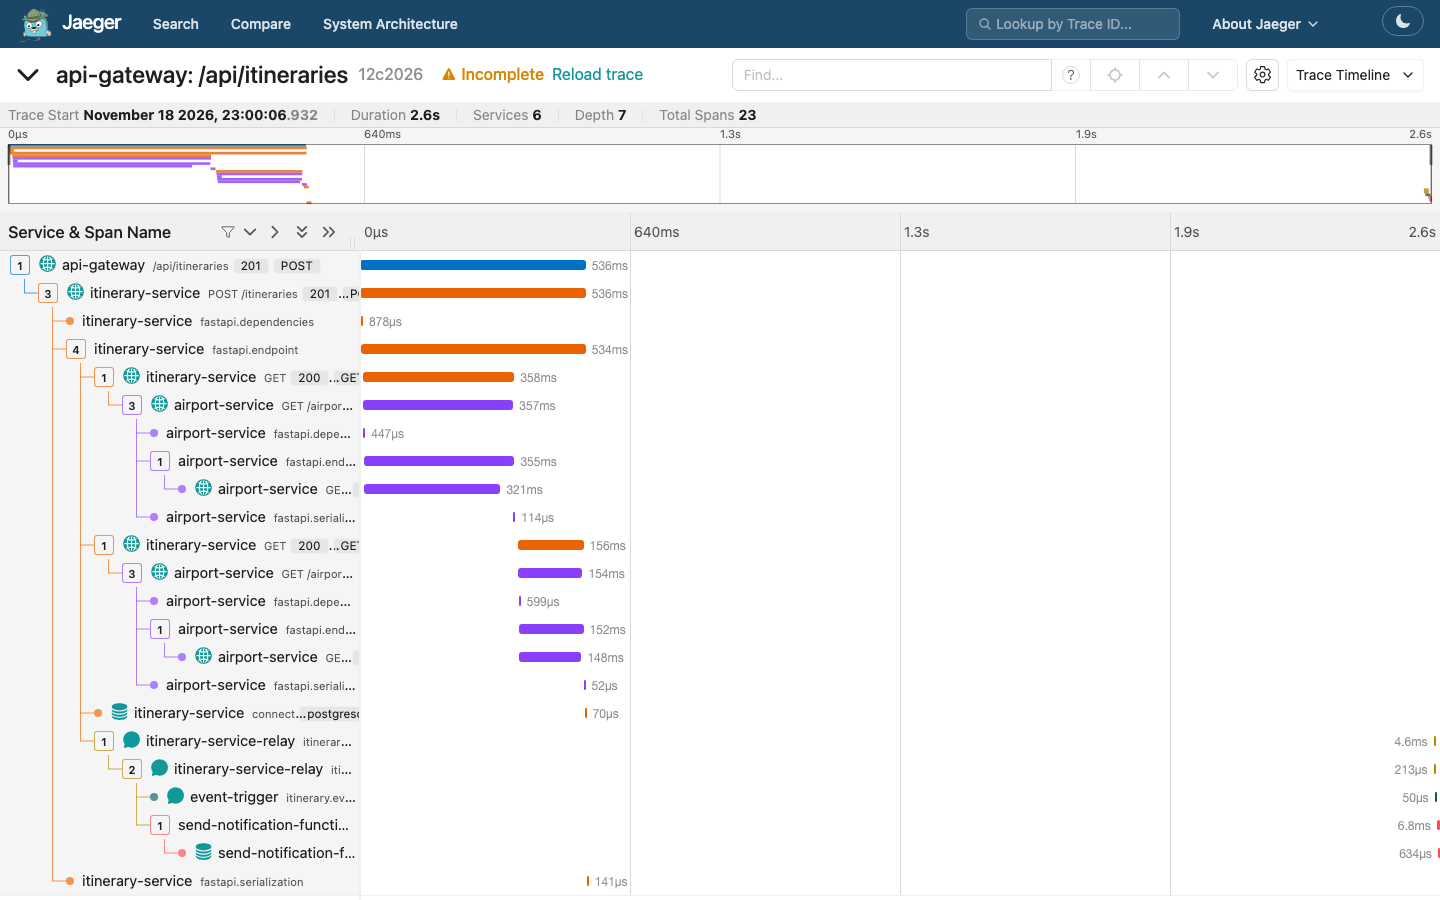 Jaeger Search Compare System Architecture Lookup by Trace ID... About Jaeger
api-gateway: /api/itineraries 12c2026 Incomplete Reload trace Find... ? Trace Timeline
Trace Start November 18 2026, 23:00:06.932 Duration 2.6s Services 6 Depth 7 Total Spans 23
0μs 640ms 1.3s 1.9s 2.6s
Service & Span Name 0μs 640ms 1.3s 1.9s 2.6s
1 api-gateway /api/itineraries 201 POST 536ms
3 itinerary-service POST /itineraries 201 ...P 536ms
itinerary-service fastapi.dependencies 878μs
4 itinerary-service fastapi.endpoint 534ms
1 itinerary-service GET 200 ...GET 358ms
3 airport-service GET /airpor... 357ms
airport-service fastapi.depe... 447μs
1 airport-service fastapi.end... 355ms
airport-service GE... 321ms
airport-service fastapi.seriali... 114μs
1 itinerary-service GET 200 ...GET 156ms
3 airport-service GET /airpor... 154ms
airport-service fastapi.depe... 599μs
1 airport-service fastapi.end... 152ms
airport-service GE... 148ms
airport-service fastapi.seriali... 52μs
itinerary-service connect...postgresq 70μs
1 itinerary-service-relay itinerar... 4.6ms
2 itinerary-service-relay iti... 213μs
event-trigger itinerary.ev... 50μs
1 send-notification-functi... 6.8ms
send-notification-f... 634μs
itinerary-service fastapi.serialization 141μs